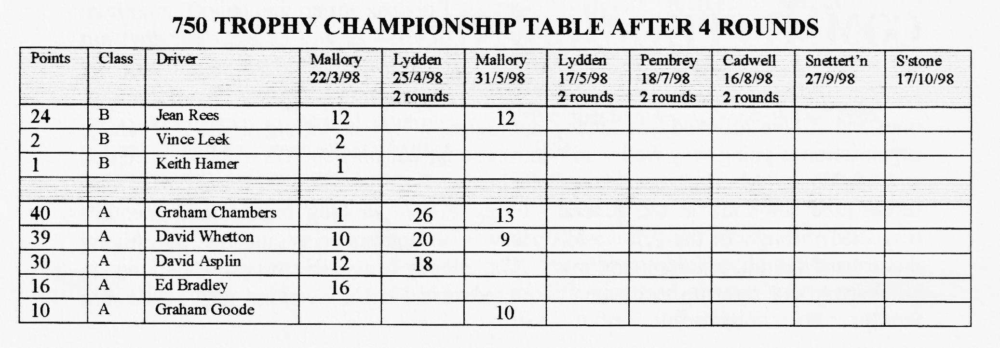 750 TROPHY CHAMPIONSHIP TABLE AFTER 4 ROUNDS
Points Class Driver Mallory Lydden Mallory Lydden Pembrey Cadwell Snettert'n S'stone
22/3/98 25/4/98 31/5/98 17/5/98 18/7/98 16/8/98 27/9/98 17/10/98
2 rounds 2 rounds 2 rounds 2 rounds
24 B Jean Rees 12 12
2 B Vince Leek 2
1 B Keith Hamer 1
40 A Graham Chambers 1 26 13
39 A David Whetton 10 20 9
30 A David Asplin 12 18
16 A Ed Bradley 16
10 A Graham Goode 10